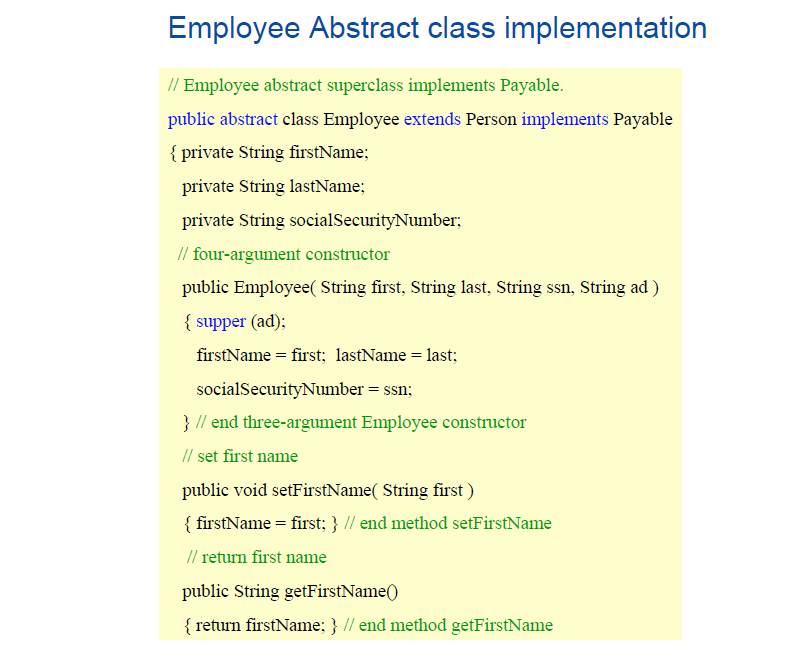 Employee Abstract class implementation
// Employee abstract superclass implements Payable.
public abstract class Employee extends Person implements Payable
{ private String firstName;
private String lastName;
private String socialSecurityNumber;
// four-argument constructor
public Employee( String first, String last, String ssn, String ad )
{ supper (ad);
firstName = first; lastName = last;
socialSecurityNumber = ssn;
} // end three-argument Employee constructor
// set first name
public void setFirstName( String first )
{ firstName = first; } // end method setFirstName
// return first name
public String getFirstName()
{ return firstName; } // end method getFirstName